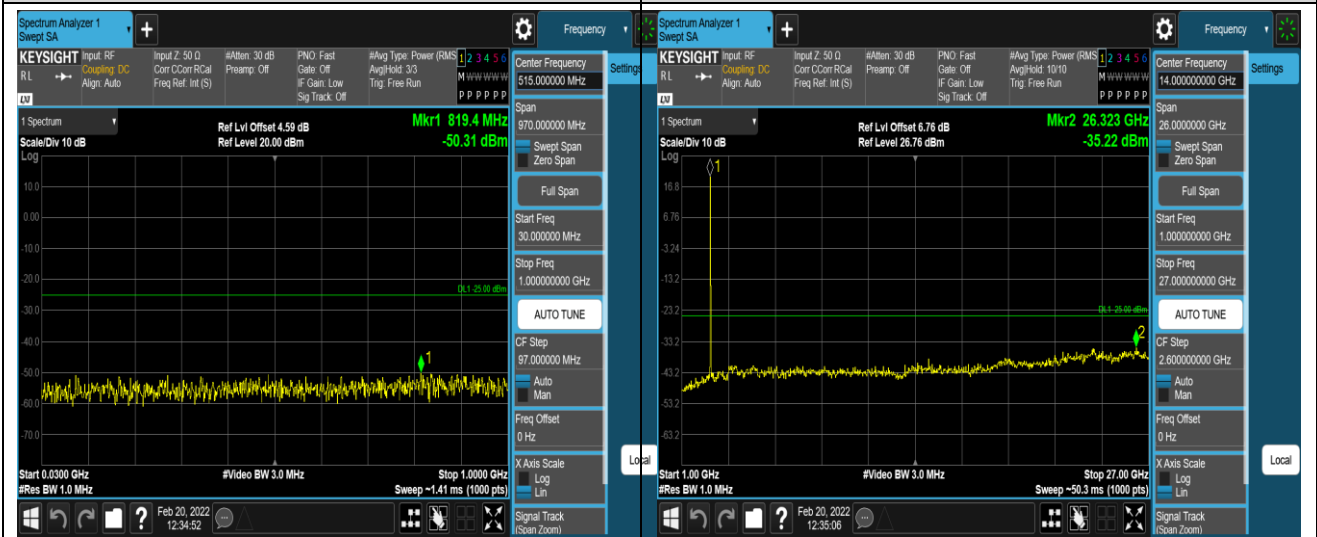 Spectrum Analyzer 1
Swept SA
Frequency
KEYSIGHT
RL
LXI
Input: RF
Coupling: DC
Align: Auto
Input Z: 50 Ω
Corr CCorr RCal
Freq Ref: Int (S)
#Atten: 30 dB
Preamp: Off
PNO: Fast
Gate: Off
IF Gain: Low
Sig Track: Off
#Avg Type: Power (RMS
Avg|Hold: 3/3
Trig: Free Run
1 2 3 4 5 6
M W W W W W
P P P P P P
Center Frequency
515.000000 MHz
Settings
1 Spectrum
Scale/Div 10 dB
Log
Ref Lvl Offset 4.59 dB
Ref Level 20.00 dBm
Mkr1 819.4 MHz
-50.31 dBm
Span
970.000000 MHz
Swept Span
Zero Span
Full Span
Start Freq
30.000000 MHz
Stop Freq
1.000000000 GHz
AUTO TUNE
CF Step
97.000000 MHz
Auto
Man
Freq Offset
0 Hz
X Axis Scale
Log
Lin
Signal Track
(Span Zoom)
Local
10.0
0.00
-10.0
-20.0
-30.0
-40.0
-50.0
-60.0
-70.0
DL1 -25.00 dBm
1
Start 0.0300 GHz
#Res BW 1.0 MHz
#Video BW 3.0 MHz
Stop 1.0000 GHz
Sweep ~1.41 ms (1000 pts)
?
Feb 20, 2022
12:34:52
Spectrum Analyzer 1
Swept SA
Frequency
KEYSIGHT
RL
LXI
Input: RF
Coupling: DC
Align: Auto
Input Z: 50 Ω
Corr CCorr RCal
Freq Ref: Int (S)
#Atten: 30 dB
Preamp: Off
PNO: Fast
Gate: Off
IF Gain: Low
Sig Track: Off
#Avg Type: Power (RMS
Avg|Hold: 10/10
Trig: Free Run
1 2 3 4 5 6
M W W W W W
P P P P P P
Center Frequency
14.000000000 GHz
Settings
1 Spectrum
Scale/Div 10 dB
Log
Ref Lvl Offset 6.76 dB
Ref Level 26.76 dBm
Mkr2 26.323 GHz
-35.22 dBm
Span
26.0000000 GHz
Swept Span
Zero Span
Full Span
Start Freq
1.000000000 GHz
Stop Freq
27.000000000 GHz
AUTO TUNE
CF Step
2.600000000 GHz
Auto
Man
Freq Offset
0 Hz
X Axis Scale
Log
Lin
Signal Track
(Span Zoom)
Local
16.8
6.76
-3.24
-13.2
-23.2
-33.2
-43.2
-53.2
-63.2
1
DL1 -25.00 dBm
2
Start 1.00 GHz
#Res BW 1.0 MHz
#Video BW 3.0 MHz
Stop 27.00 GHz
Sweep ~50.3 ms (1000 pts)
?
Feb 20, 2022
12:35:06